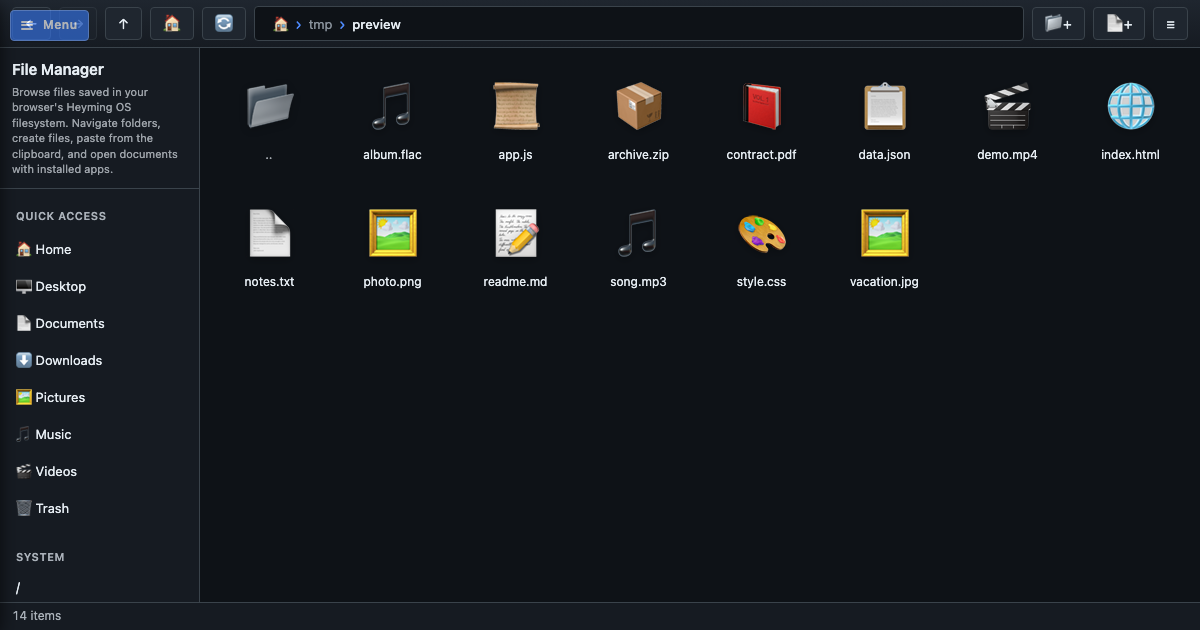 Menu
tmp
preview
+
+
File Manager
Browse files saved in your
browser's Heyming OS
filesystem. Navigate folders,
create files, paste from the
clipboard, and open documents
with installed apps.
QUICK ACCESS
Home
Desktop
Documents
Downloads
Pictures
Music
Videos
Trash
SYSTEM
/
..
album.flac
app.js
archive.zip
contract.pdf
data.json
demo.mp4
index.html
notes.txt
photo.png
readme.md
song.mp3
style.css
vacation.jpg
14 items